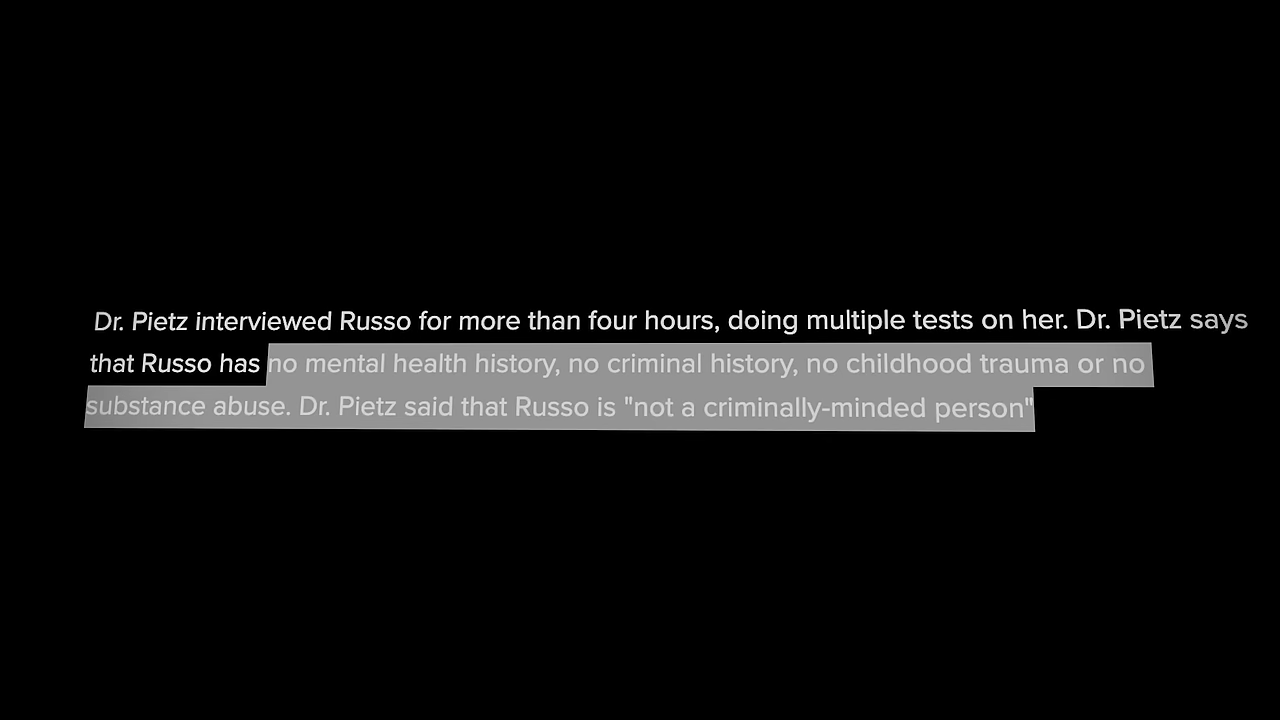 Dr. Pietz interviewed Russo for more than four hours, doing multiple tests on her. Dr. Pietz says
that Russo has no mental health history, no criminal history, no childhood trauma or no
substance abuse. Dr. Pietz said that Russo is "not a criminally-minded person"